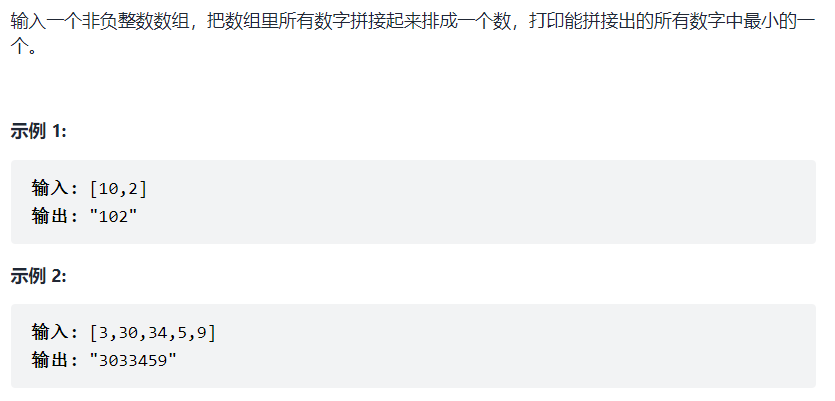 输入一个非负整数数组，把数组里所有数字拼接起来排成一个数，打印能拼接出的所有数字中最小的一
个。
示例 1:
输入: [10,2]
输出: "102"
示例 2:
输入: [3,30,34,5,9]
输出: "3033459"